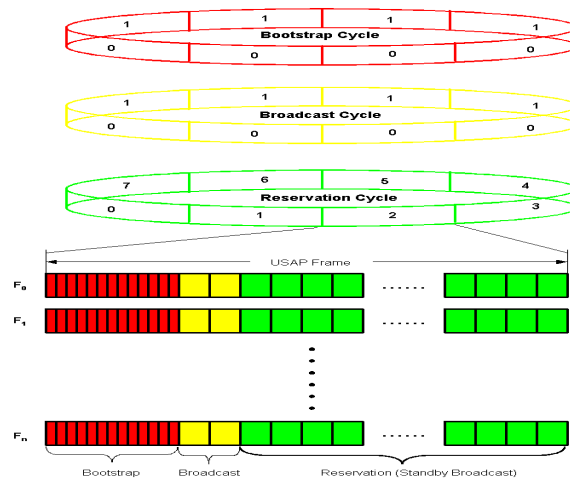 1 1 1 1
Bootstrap Cycle
0 0 0 0
1 1 1 1
Broadcast Cycle
0 0 0 0
7 6 5 4
Reservation Cycle
0 1 2 3
USAP Frame
F0
......
F1
......
Fn
......
Bootstrap Broadcast Reservation (Standby Broadcast)